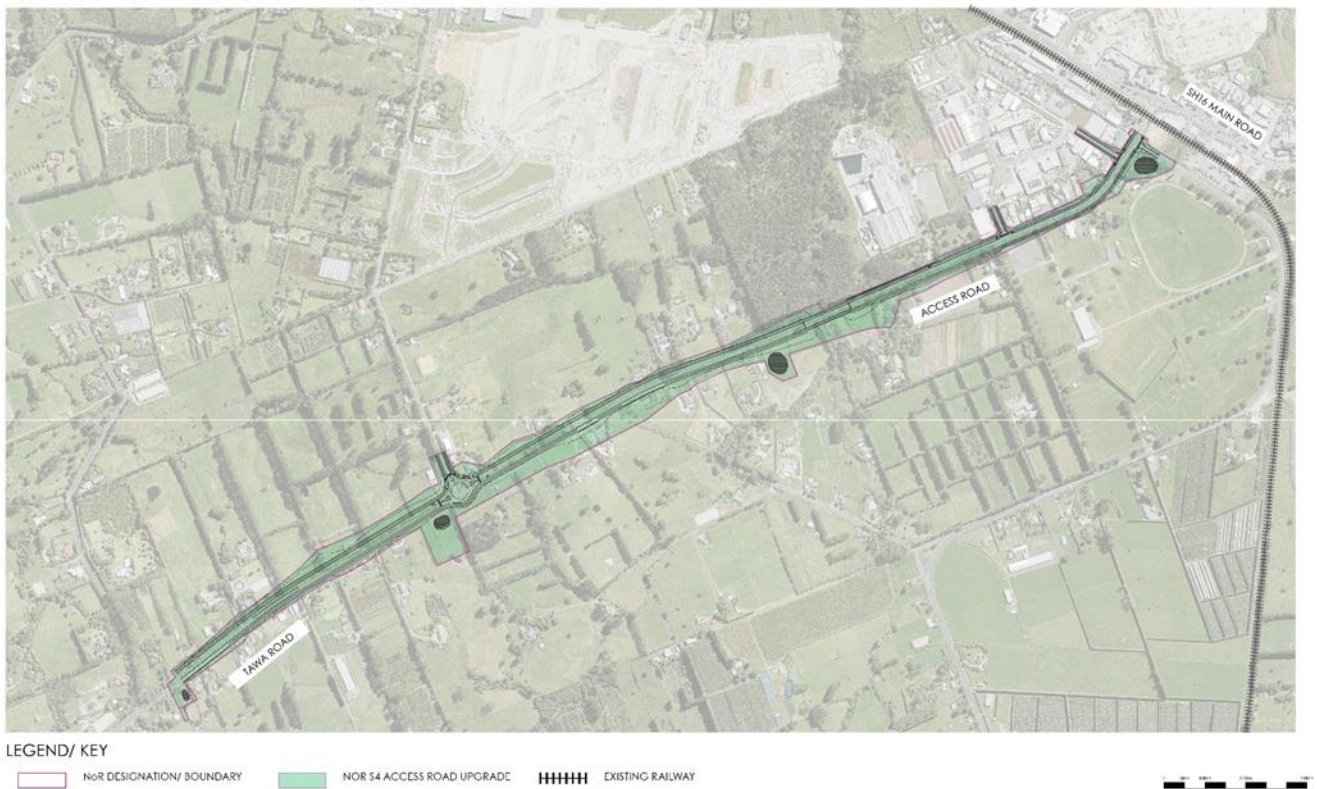 SH16 MAIN ROAD
ACCESS ROAD
TAWA ROAD
LEGEND/ KEY
NoR DESIGNATION/ BOUNDARY
NOR S4 ACCESS ROAD UPGRADE
EXISTING RAILWAY